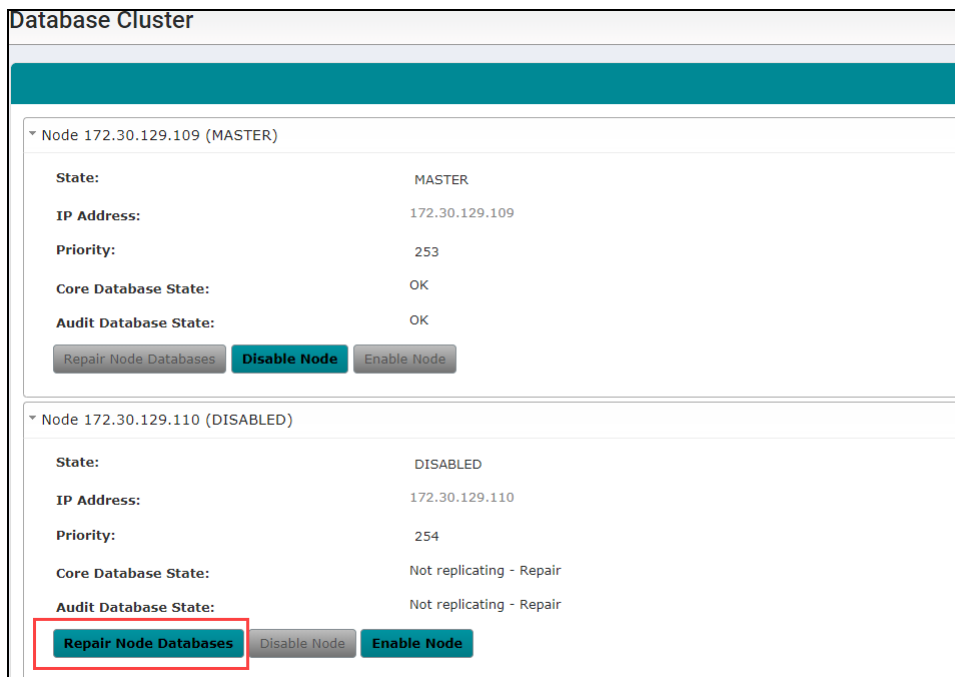 Database Cluster
Node 172.30.129.109 (MASTER)
State: MASTER
IP Address: 172.30.129.109
Priority: 253
Core Database State: OK
Audit Database State: OK
Repair Node Databases Disable Node Enable Node
Node 172.30.129.110 (DISABLED)
State: DISABLED
IP Address: 172.30.129.110
Priority: 254
Core Database State: Not replicating - Repair
Audit Database State: Not replicating - Repair
Repair Node Databases Disable Node Enable Node